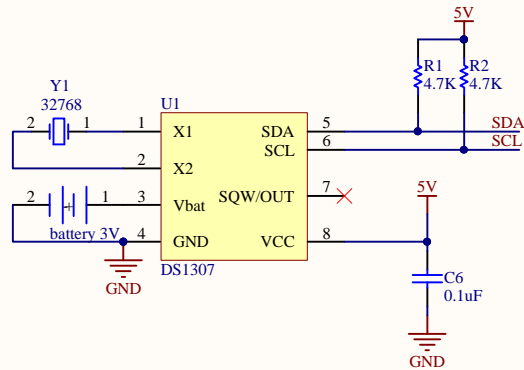 5V
R1 R2
4.7K 4.7K
Y1
32768
U1
2 1 1 X1 SDA 5 SDA
2 X2 SCL 6 SCL
2 1 3 Vbat SQW/OUT 7
5V
battery 3V 4 GND VCC 8
DS1307
GND
C6
0.1uF
GND